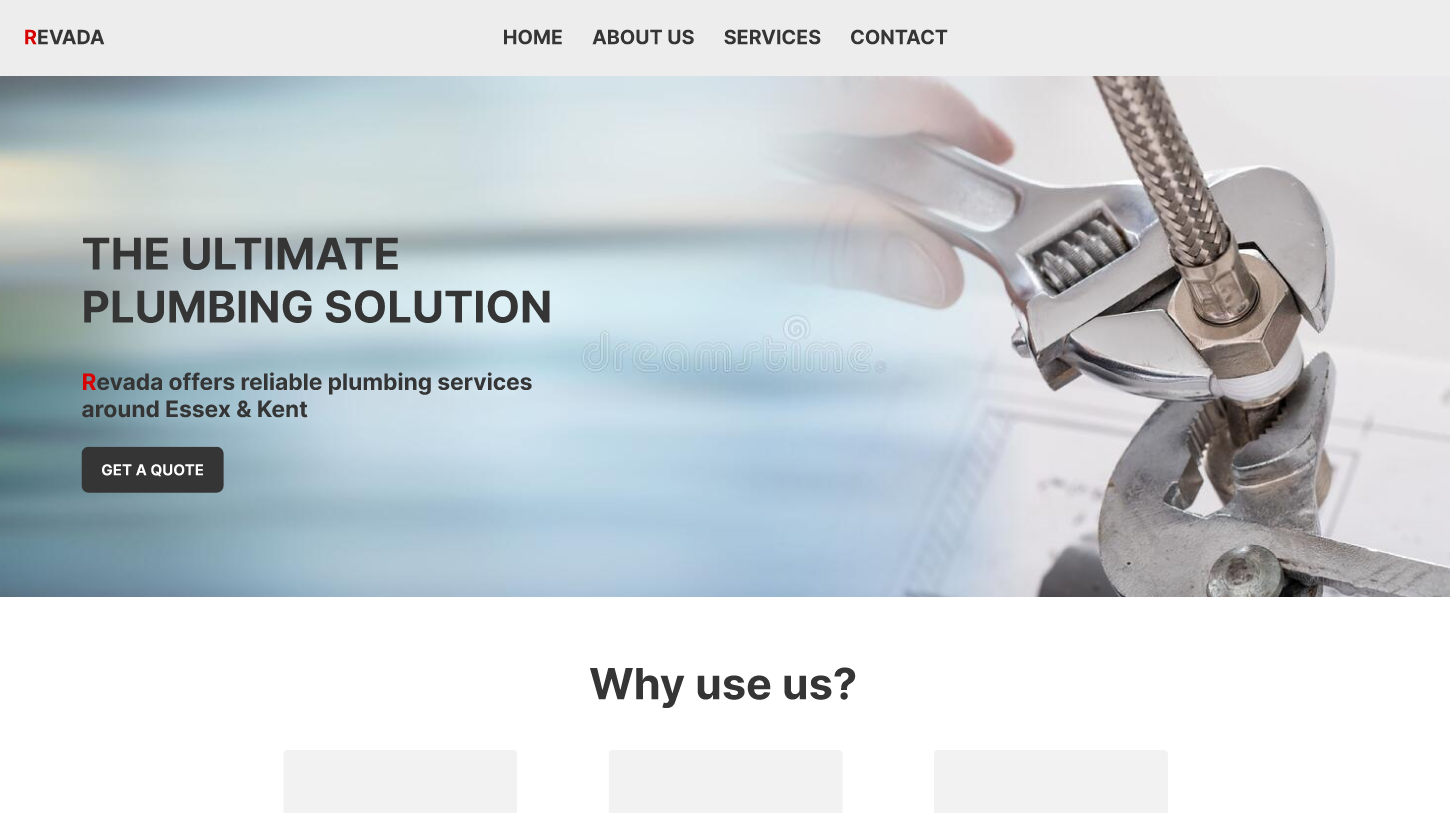 REVADA
HOME ABOUT US SERVICES CONTACT
THE ULTIMATE
PLUMBING SOLUTION
dreamstime
Revada offers reliable plumbing services
around Essex & Kent
GET A QUOTE
Why use us?